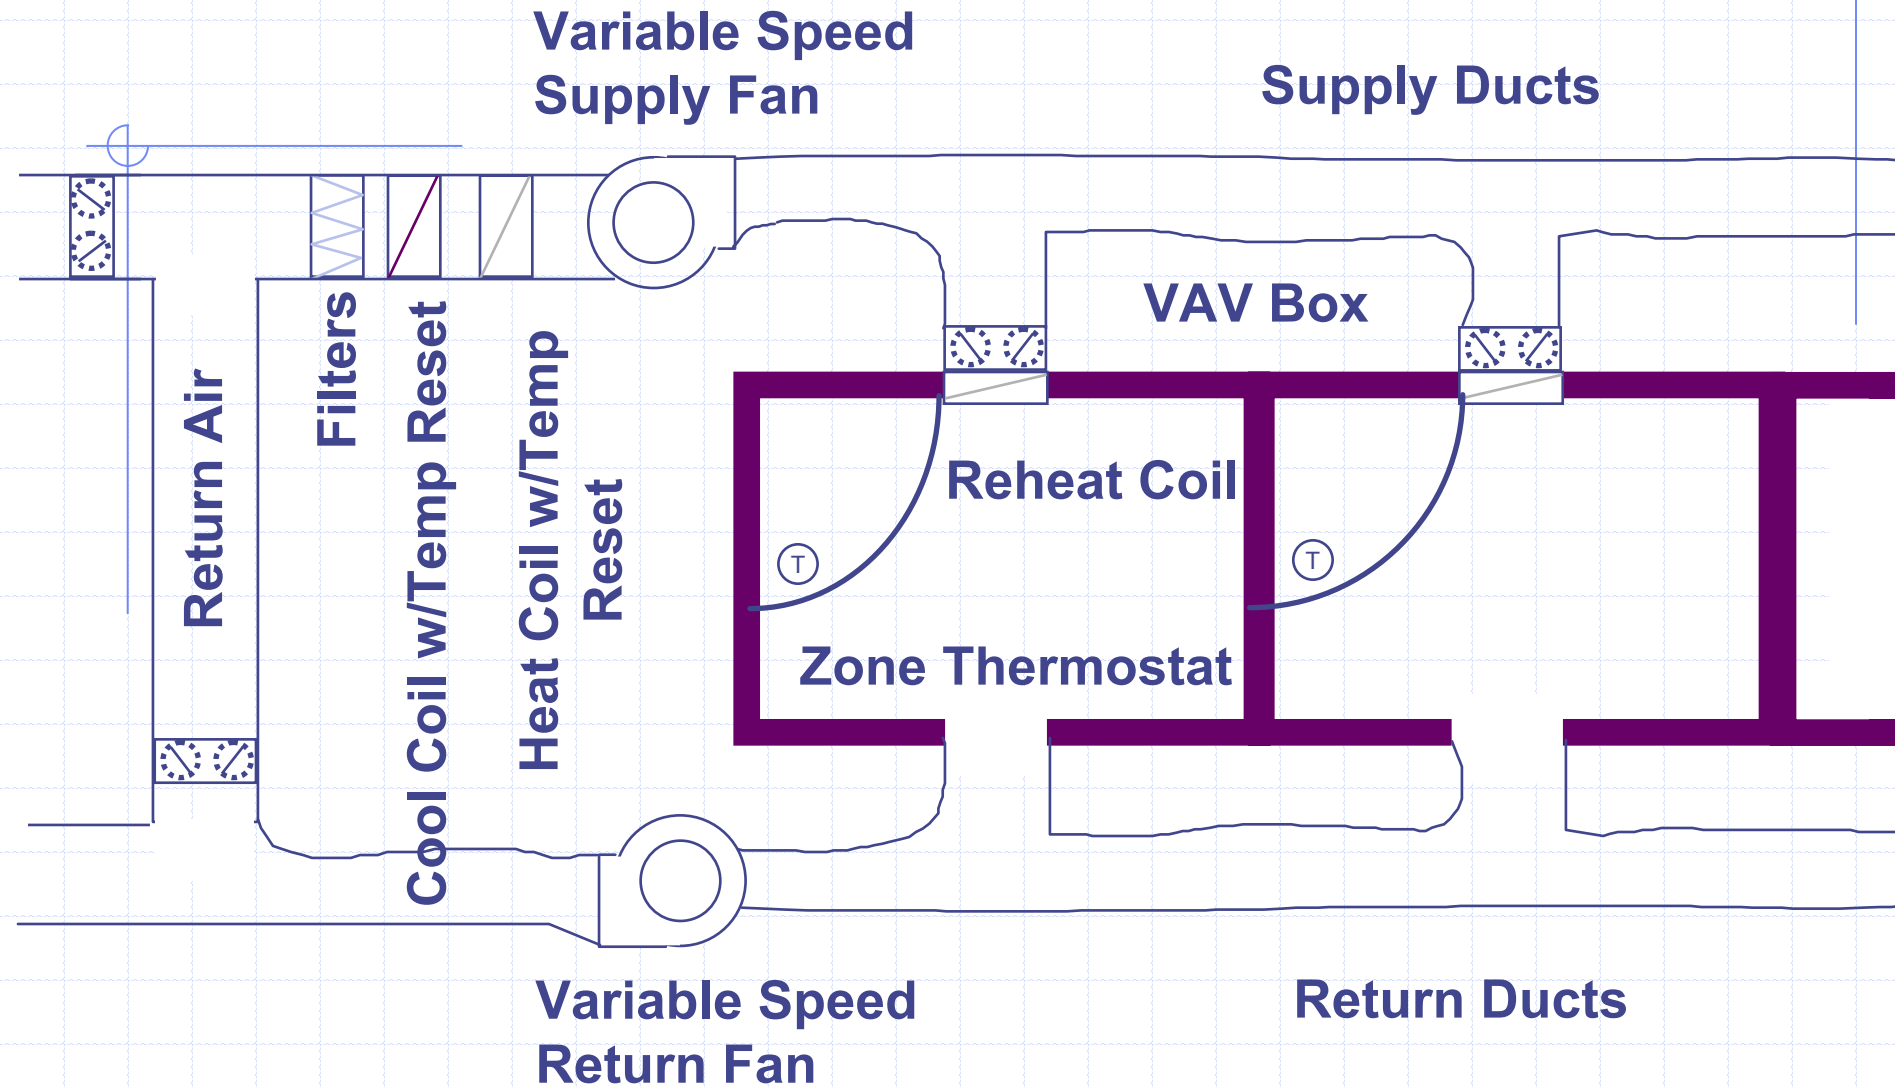 Variable Speed
Supply Fan
Supply Ducts
VAV Box
Return Air
Filters
Cool Coil w/Temp Reset
Heat Coil w/Temp
Reset
Reheat Coil
T
T
Zone Thermostat
Variable Speed
Return Fan
Return Ducts